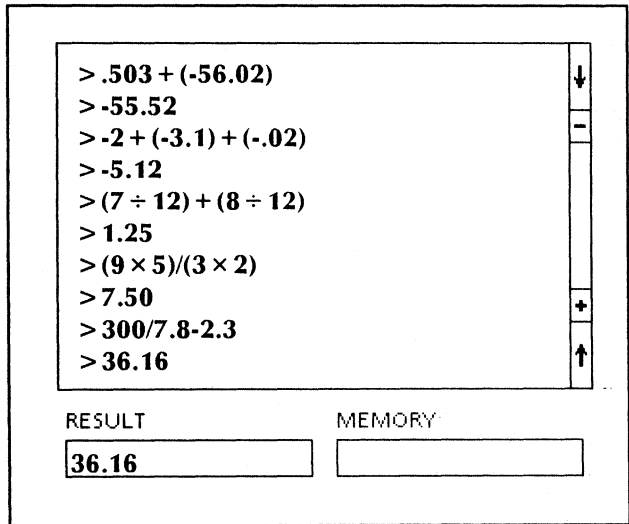 > .503 + (-56.02)
> -55.52
> -2 + (-3.1) + (-.02)
> -5.12
> (7 ÷ 12) + (8 ÷ 12)
> 1.25
> (9 × 5)/(3 × 2)
> 7.50
> 300/7.8-2.3
> 36.16
↓
-
+
↑
RESULT
MEMORY
36.16